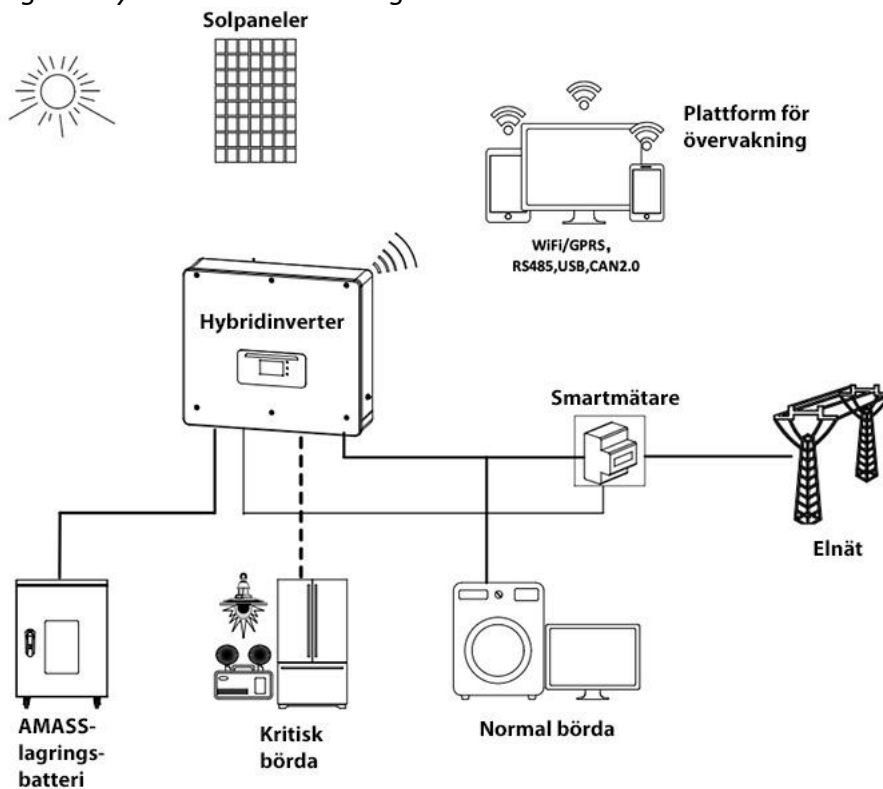 Solpaneler
Plattform för
övervakning
WiFi/GPRS,
RS485,USB,CAN2.0
Hybridinverter
Smartmätare
Elnät
AMASS-
lagrings-
batteri
Kritisk
börda
Normal börda